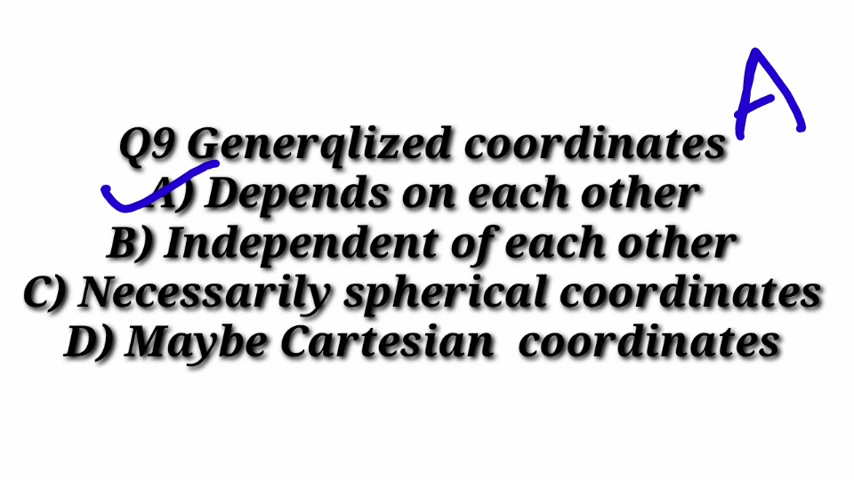 A
Q9 Generqlized coordinates
A) Depends on each other
B) Independent of each other
C) Necessarily spherical coordinates
D) Maybe Cartesian coordinates